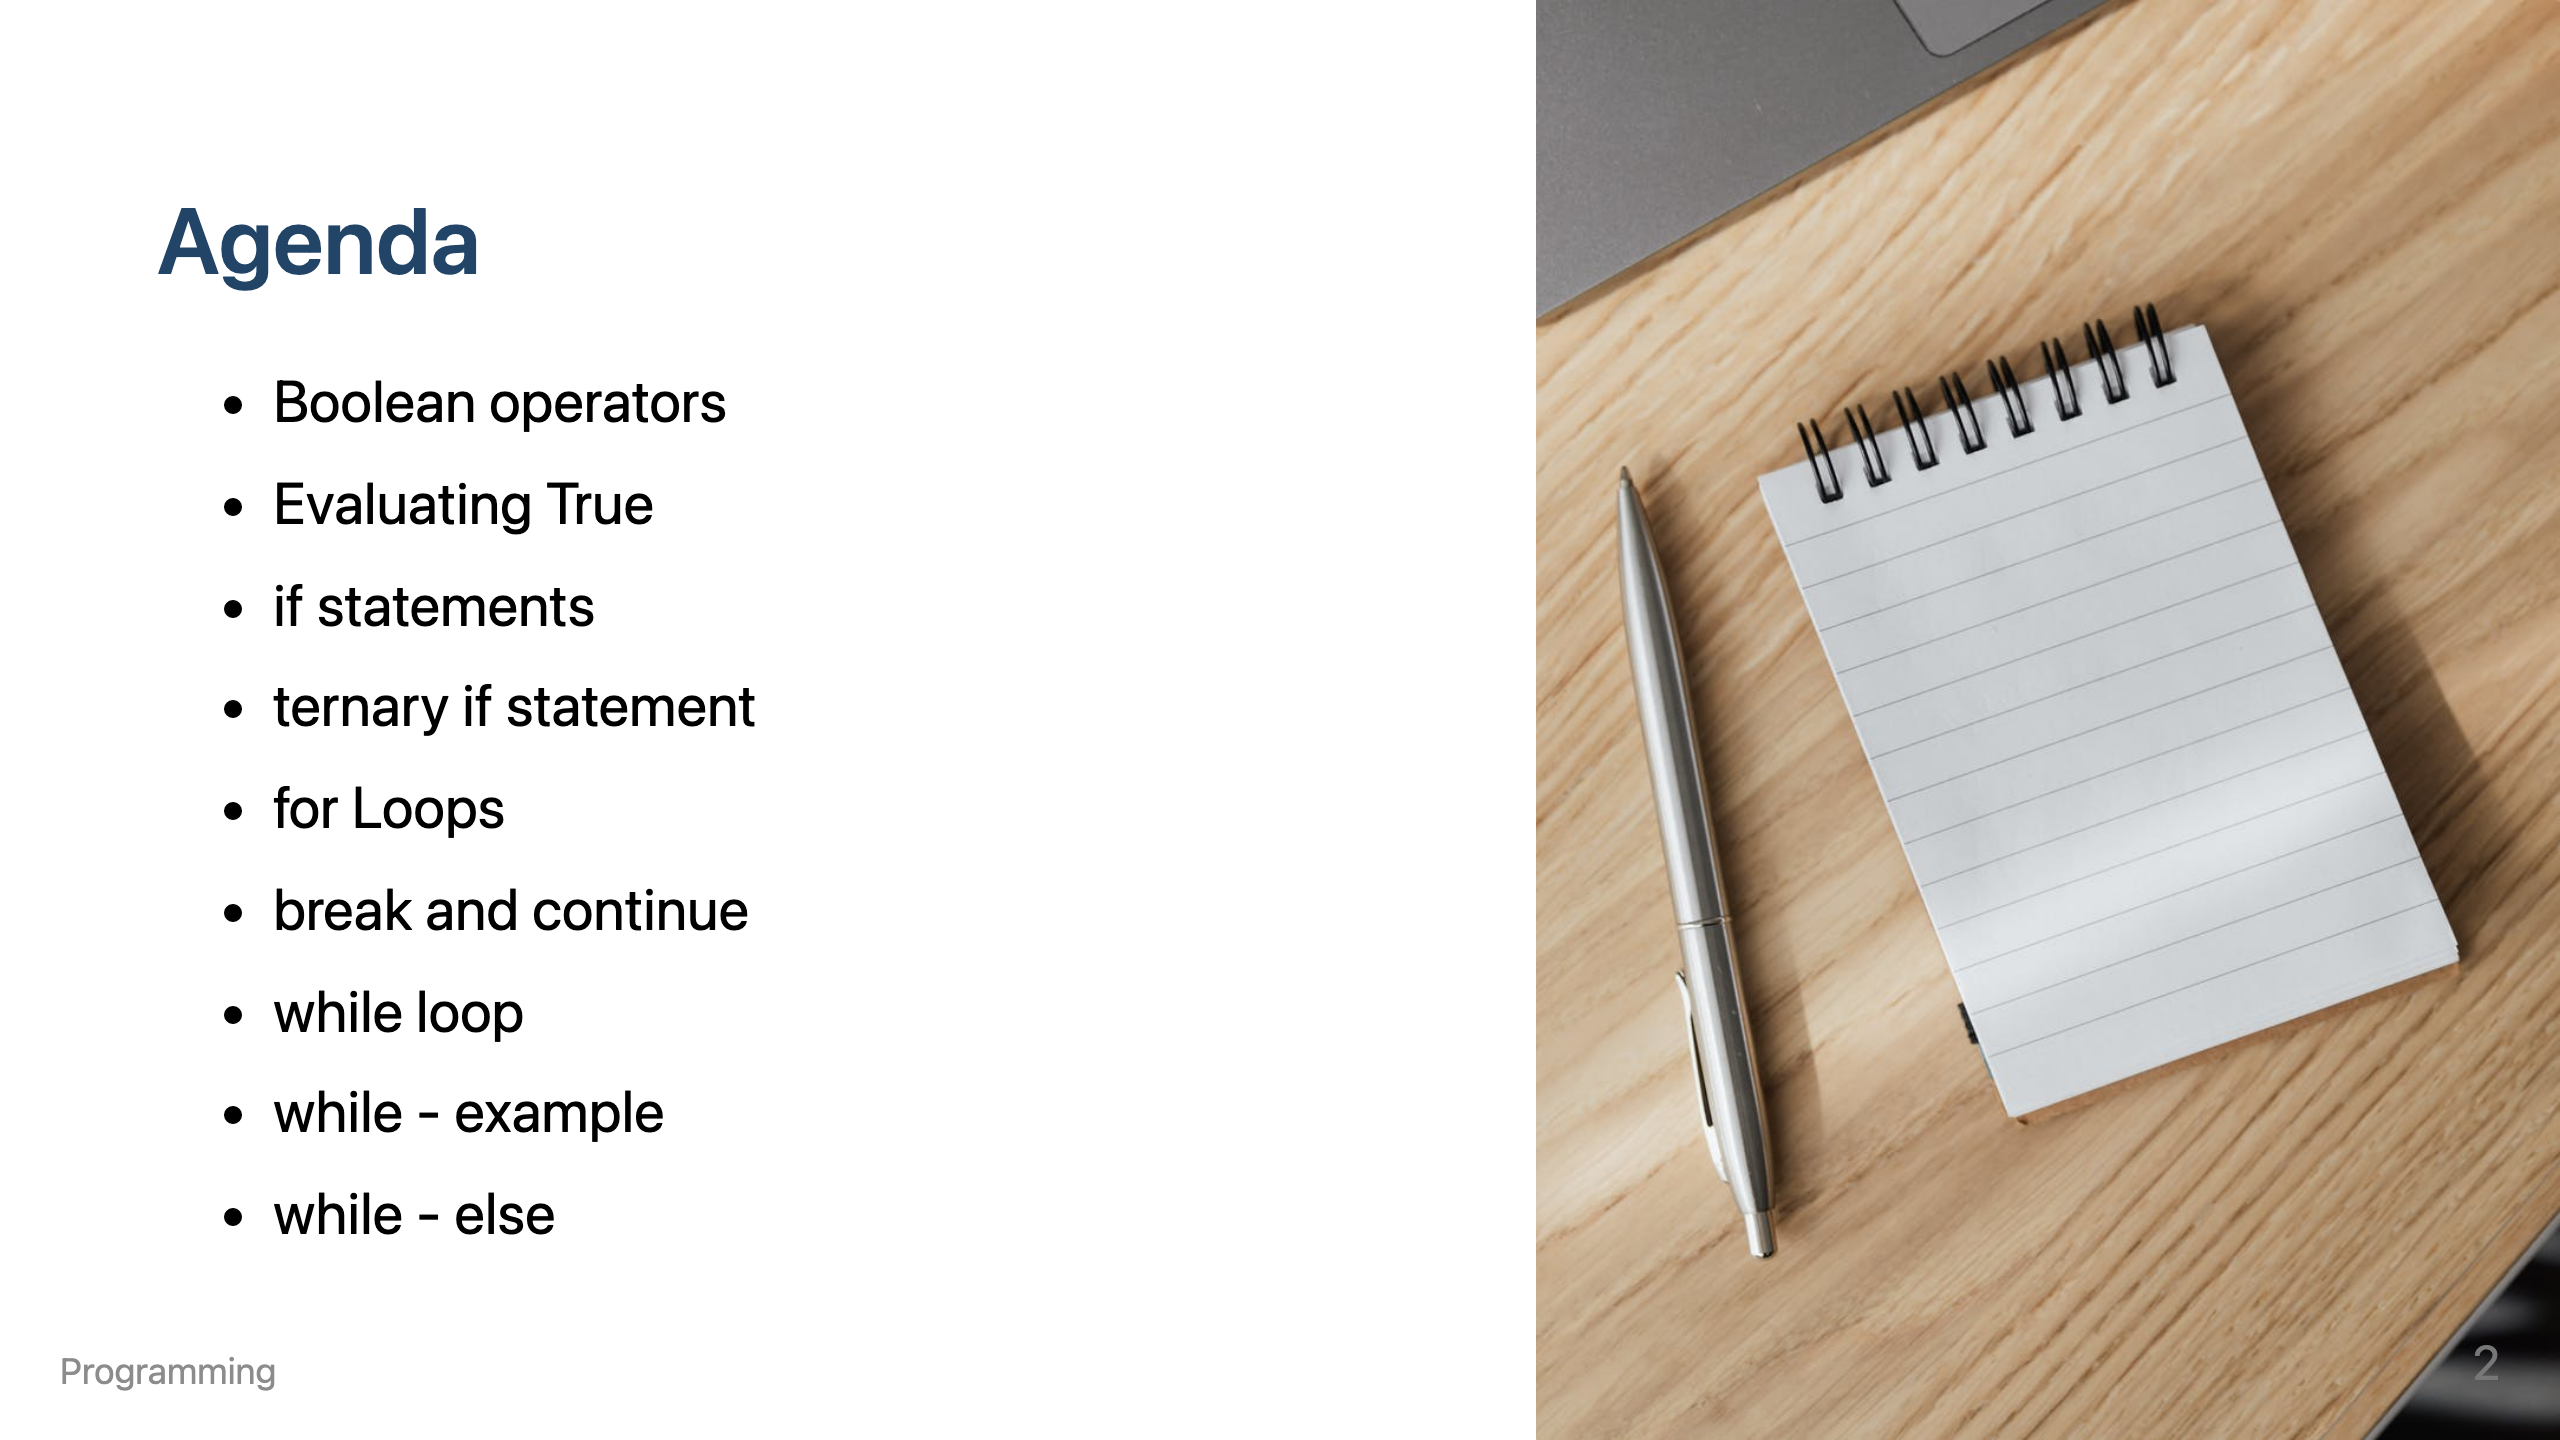 Agenda
• Boolean operators
• Evaluating True
• if statements
• ternary if statement
• for Loops
• break and continue
• while loop
• while - example
• while - else
Programming
2